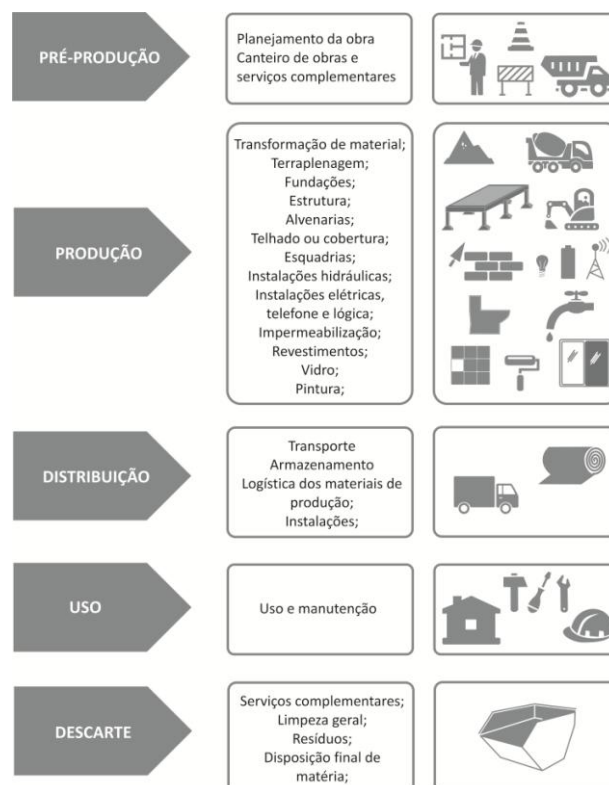 PRÉ-PRODUÇÃO
Planejamento da obra
Canteiro de obras e
serviços complementares
PRODUÇÃO
Transformação de material;
Terraplenagem;
Fundações;
Estrutura;
Alvenarias;
Telhado ou cobertura;
Esquadrias;
Instalações hidráulicas;
Instalações elétricas,
telefone e lógica;
Impermeabilização;
Revestimentos;
Vidro;
Pintura;
DISTRIBUIÇÃO
Transporte
Armazenamento
Logística dos materiais de
produção;
Instalações;
USO
Uso e manutenção
DESCARTE
Serviços complementares;
Limpeza geral;
Resíduos;
Disposição final de
matéria;